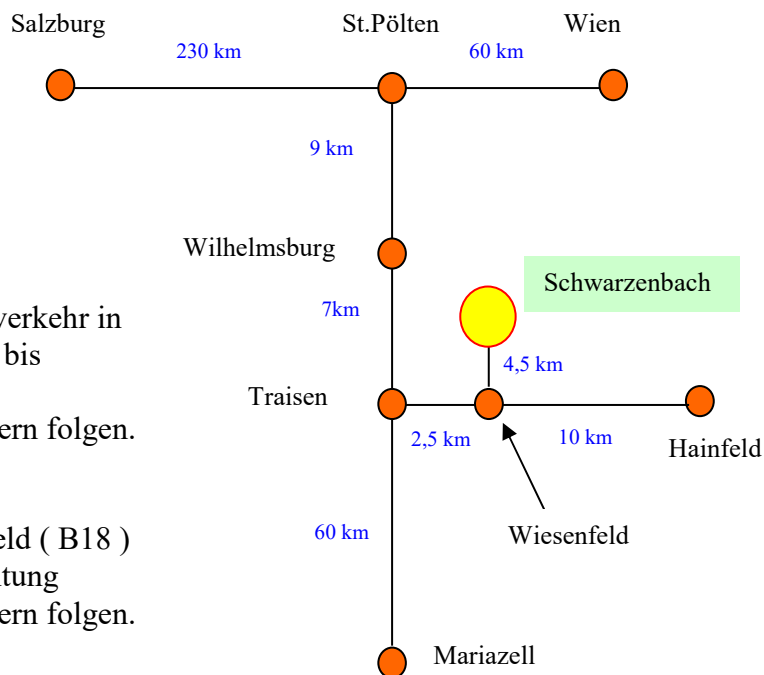 Salzburg
St.Pölten
Wien
230 km
60 km
9 km
Wilhelmsburg
Schwarzenbach
verkehr in
7km
bis
4,5 km
Traisen
ern folgen.
2,5 km
10 km
Hainfeld
60 km
Wiesenfeld
eld ( B18 )
tung
ern folgen.
Mariazell